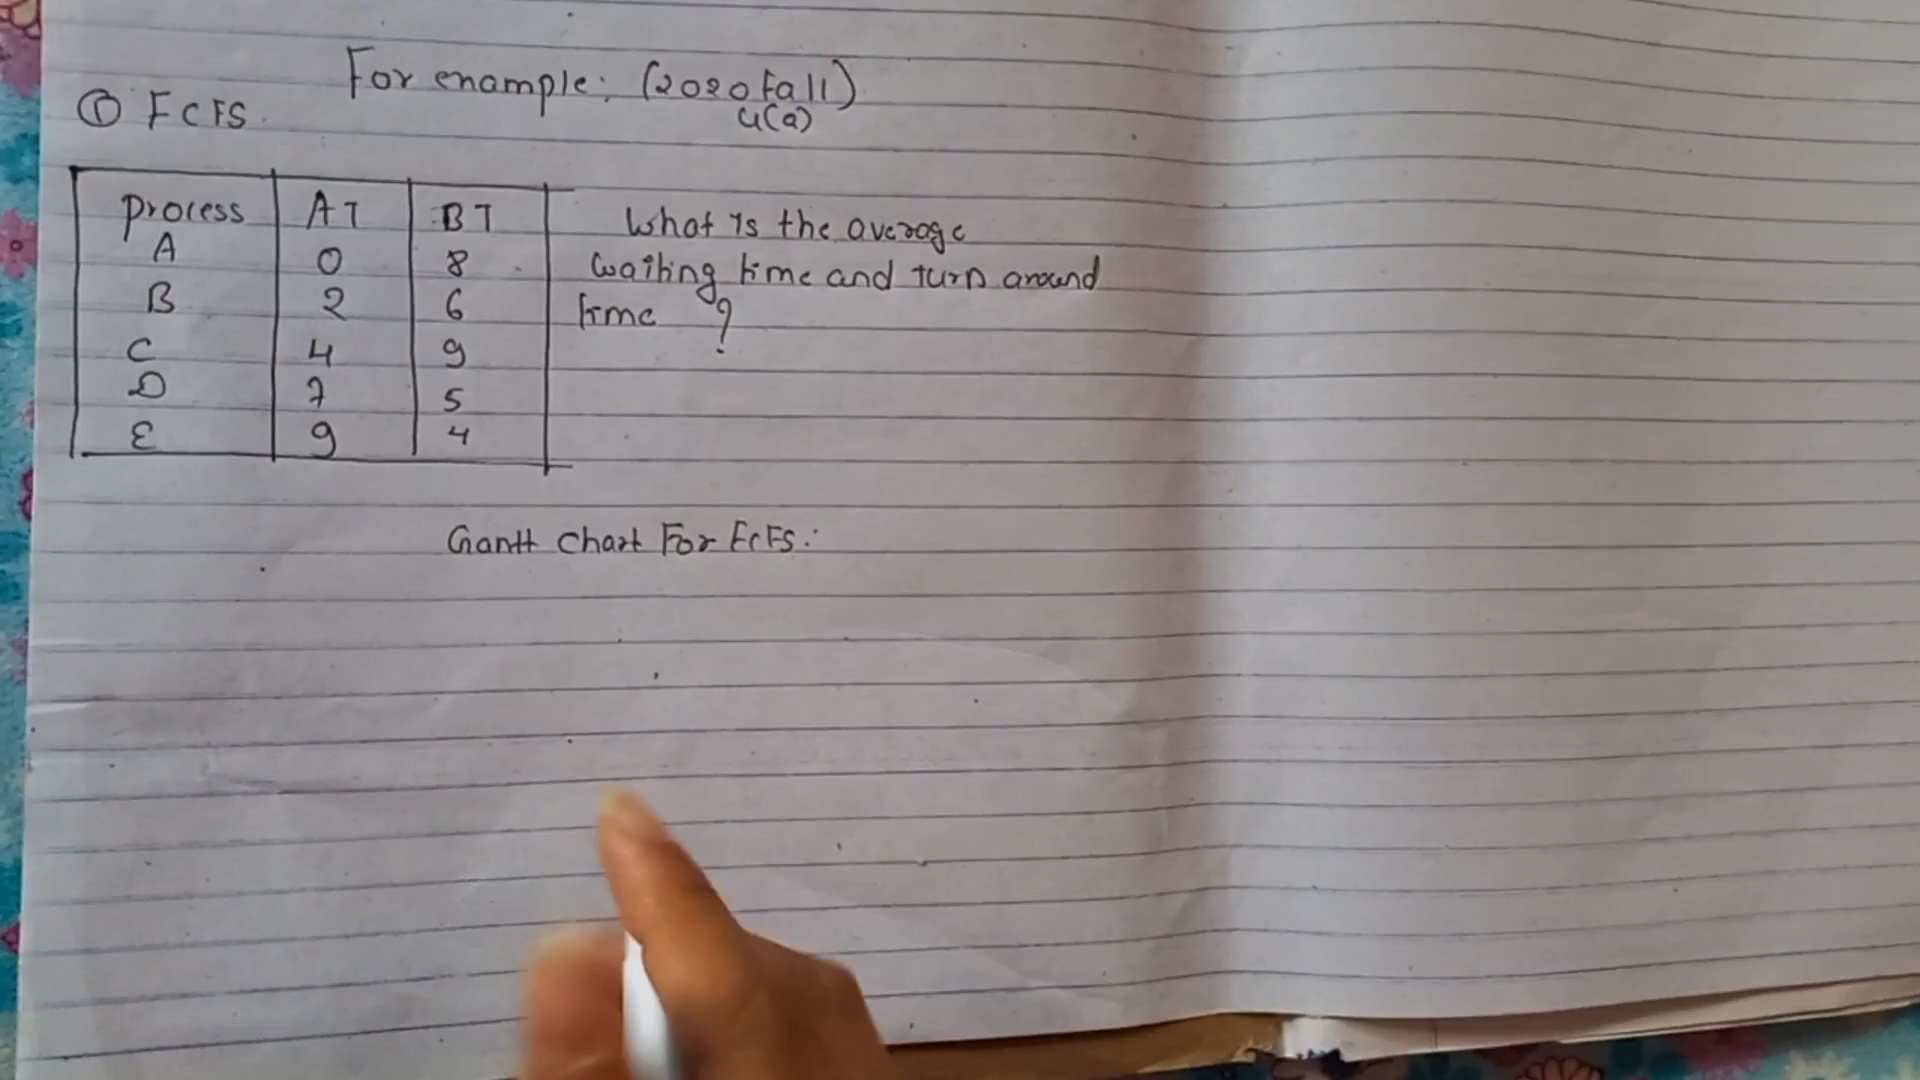 For enample: (2020 Fall)
4(a)
① FCFS.
process AT BT
A 0 8
B 2 6
C 4 9
D 7 5
E 9 4
What is the average
waiting time and turn around
time ?
Gantt chart For FCFS: